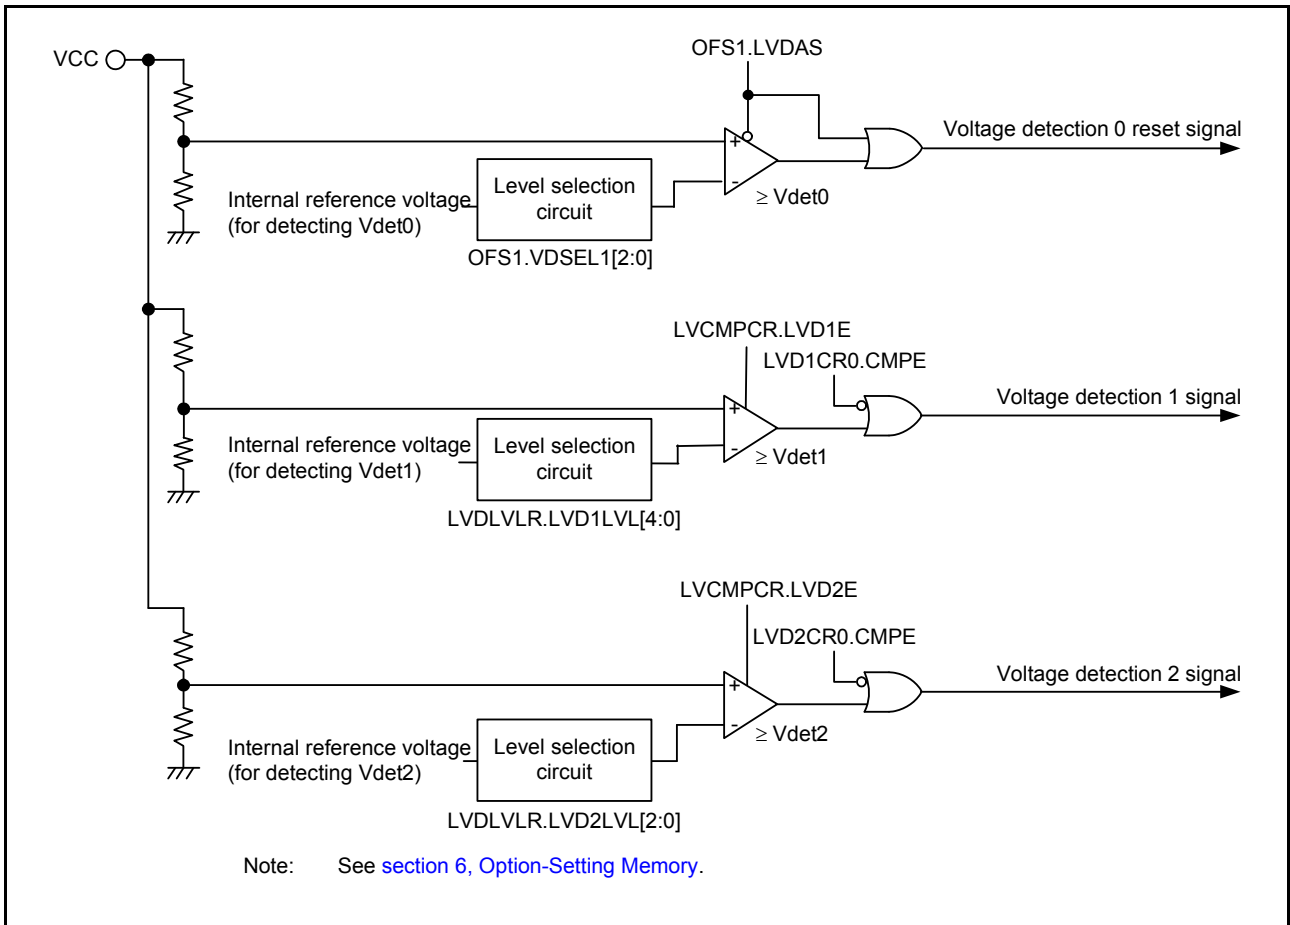 OFS1.LVDAS
VCC
Voltage detection 0 reset signal
+
-
Level selection
circuit
Internal reference voltage
(for detecting Vdet0)
≥ Vdet0
OFS1.VDSEL1[2:0]
LVCMPCR.LVD1E
LVD1CR0.CMPE
Voltage detection 1 signal
+
-
Level selection
circuit
Internal reference voltage
(for detecting Vdet1)
≥ Vdet1
LVDLVLR.LVD1LVL[4:0]
LVCMPCR.LVD2E
LVD2CR0.CMPE
Voltage detection 2 signal
+
-
Level selection
circuit
Internal reference voltage
(for detecting Vdet2)
≥ Vdet2
LVDLVLR.LVD2LVL[2:0]
Note: See section 6, Option-Setting Memory.